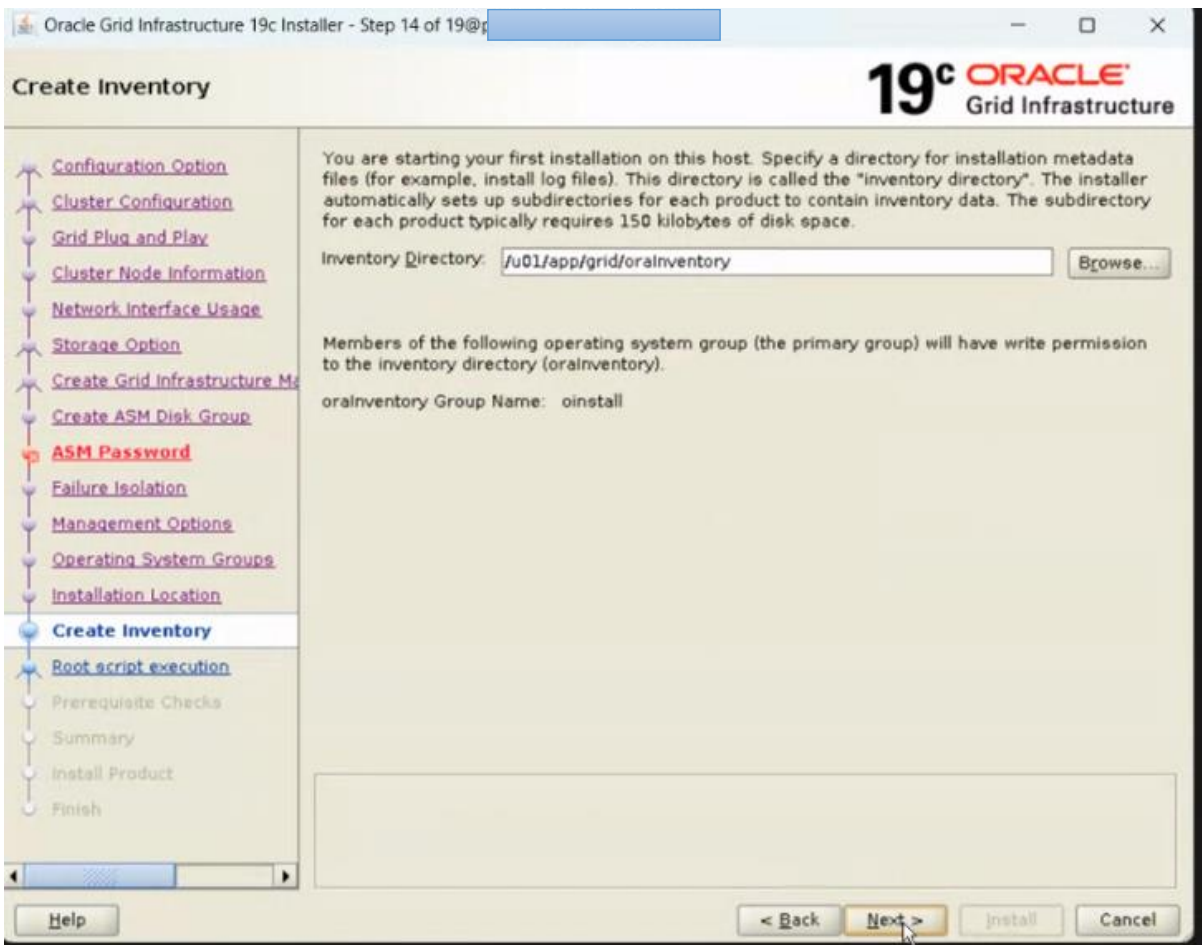 Oracle Grid Infrastructure 19c Installer - Step 14 of 19@p
Create Inventory
19c ORACLE
Grid Infrastructure
Configuration Option
Cluster Configuration
Grid Plug and Play
Cluster Node Information
Network Interface Usage
Storage Option
Create Grid Infrastructure Ma
Create ASM Disk Group
ASM Password
Failure Isolation
Management Options
Operating System Groups
Installation Location
Create Inventory
Root script execution
Prerequisite Checks
Summary
Install Product
Finish
You are starting your first installation on this host. Specify a directory for installation metadata
files (for example, install log files). This directory is called the "inventory directory". The installer
automatically sets up subdirectories for each product to contain inventory data. The subdirectory
for each product typically requires 150 kilobytes of disk space.
Inventory Directory: /u01/app/grid/oraInventory Browse...
Members of the following operating system group (the primary group) will have write permission
to the inventory directory (oraInventory).
oraInventory Group Name: oinstall
Help < Back Next > Install Cancel